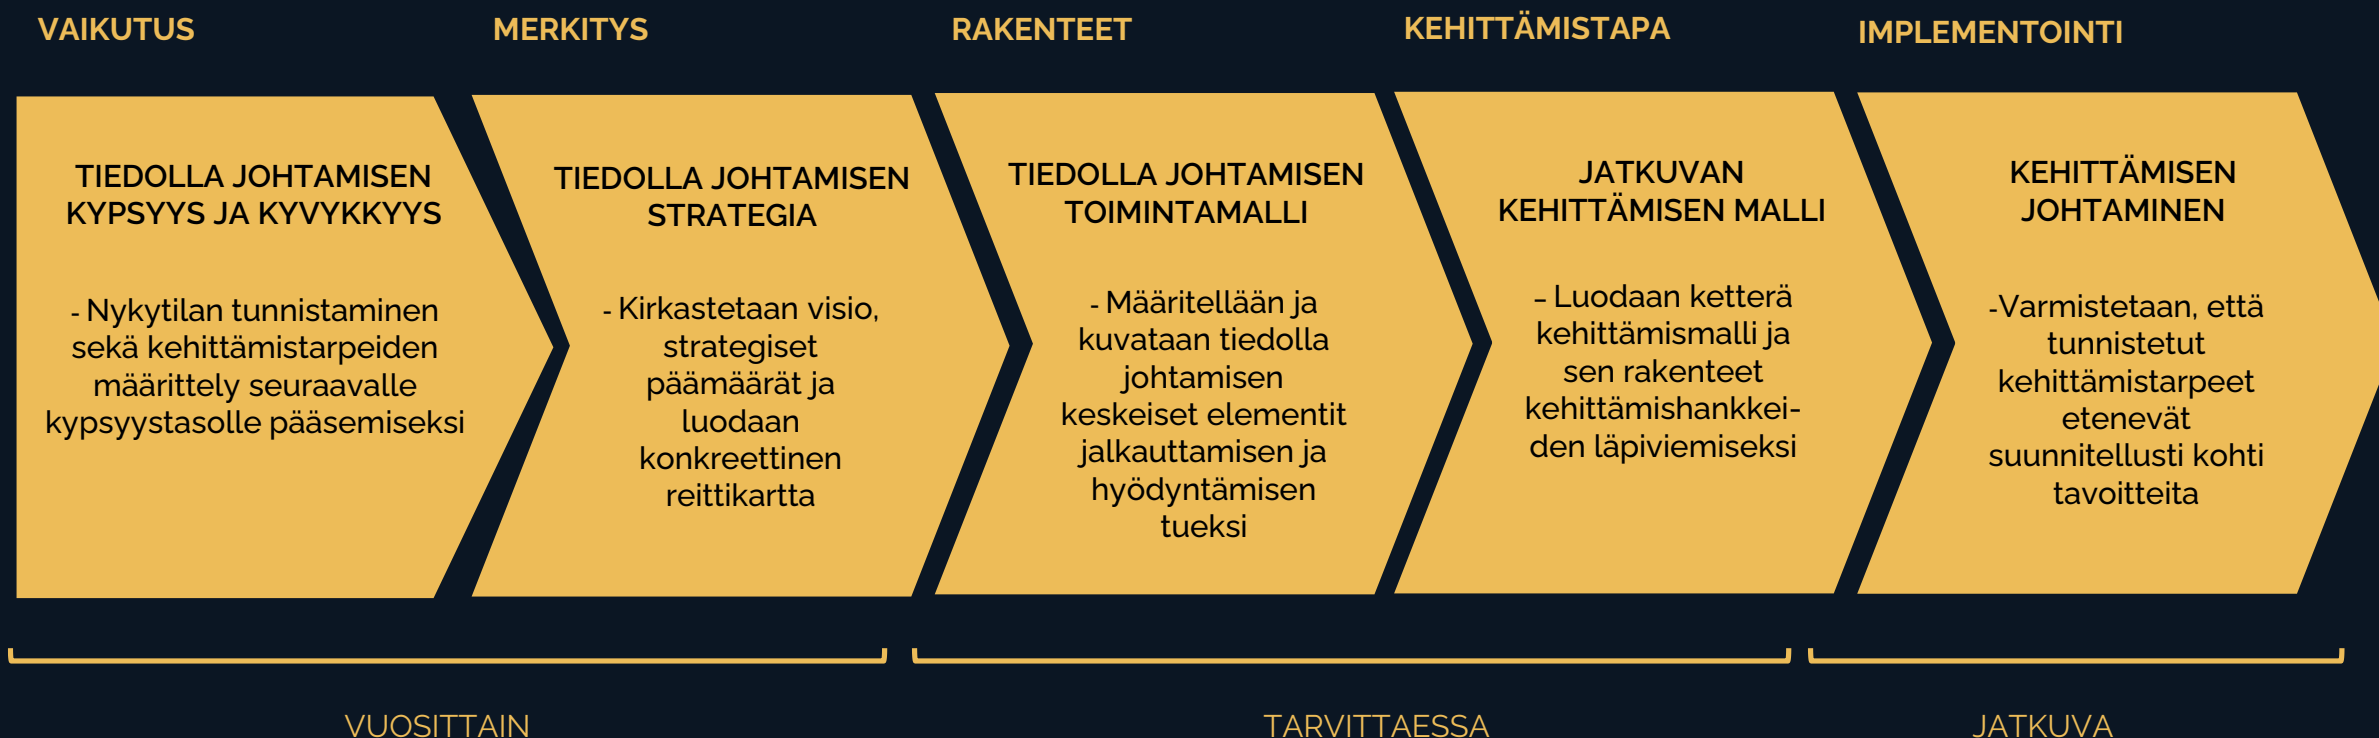 VAIKUTUS
MERKITYS
RAKENTEET
KEHITTÄMISTAPA
IMPLEMENTOINTI
TIEDOLLA JOHTAMISEN
KYPSYYS JA KYVYKKYYS
- Nykytilan tunnistaminen
sekä kehittämistarpeiden
määrittely seuraavalle
kypsyystasolle pääsemiseksi
TIEDOLLA JOHTAMISEN
STRATEGIA
- Kirkastetaan visio,
strategiset
päämäärät ja
luodaan
konkreettinen
reittikartta
TIEDOLLA JOHTAMISEN
TOIMINTAMALLI
- Määritellään ja
kuvataan tiedolla
johtamisen
keskeiset elementit
jalkauttamisen ja
hyödyntämisen
tueksi
JATKUVAN
KEHITTÄMISEN MALLI
– Luodaan ketterä
kehittämismalli ja
sen rakenteet
kehittämishankkei-
den läpiviemiseksi
KEHITTÄMISEN
JOHTAMINEN
-Varmistetaan, että
tunnistetut
kehittämistarpeet
etenevät
suunnitellusti kohti
tavoitteita
VUOSITTAIN
TARVITTAESSA
JATKUVA